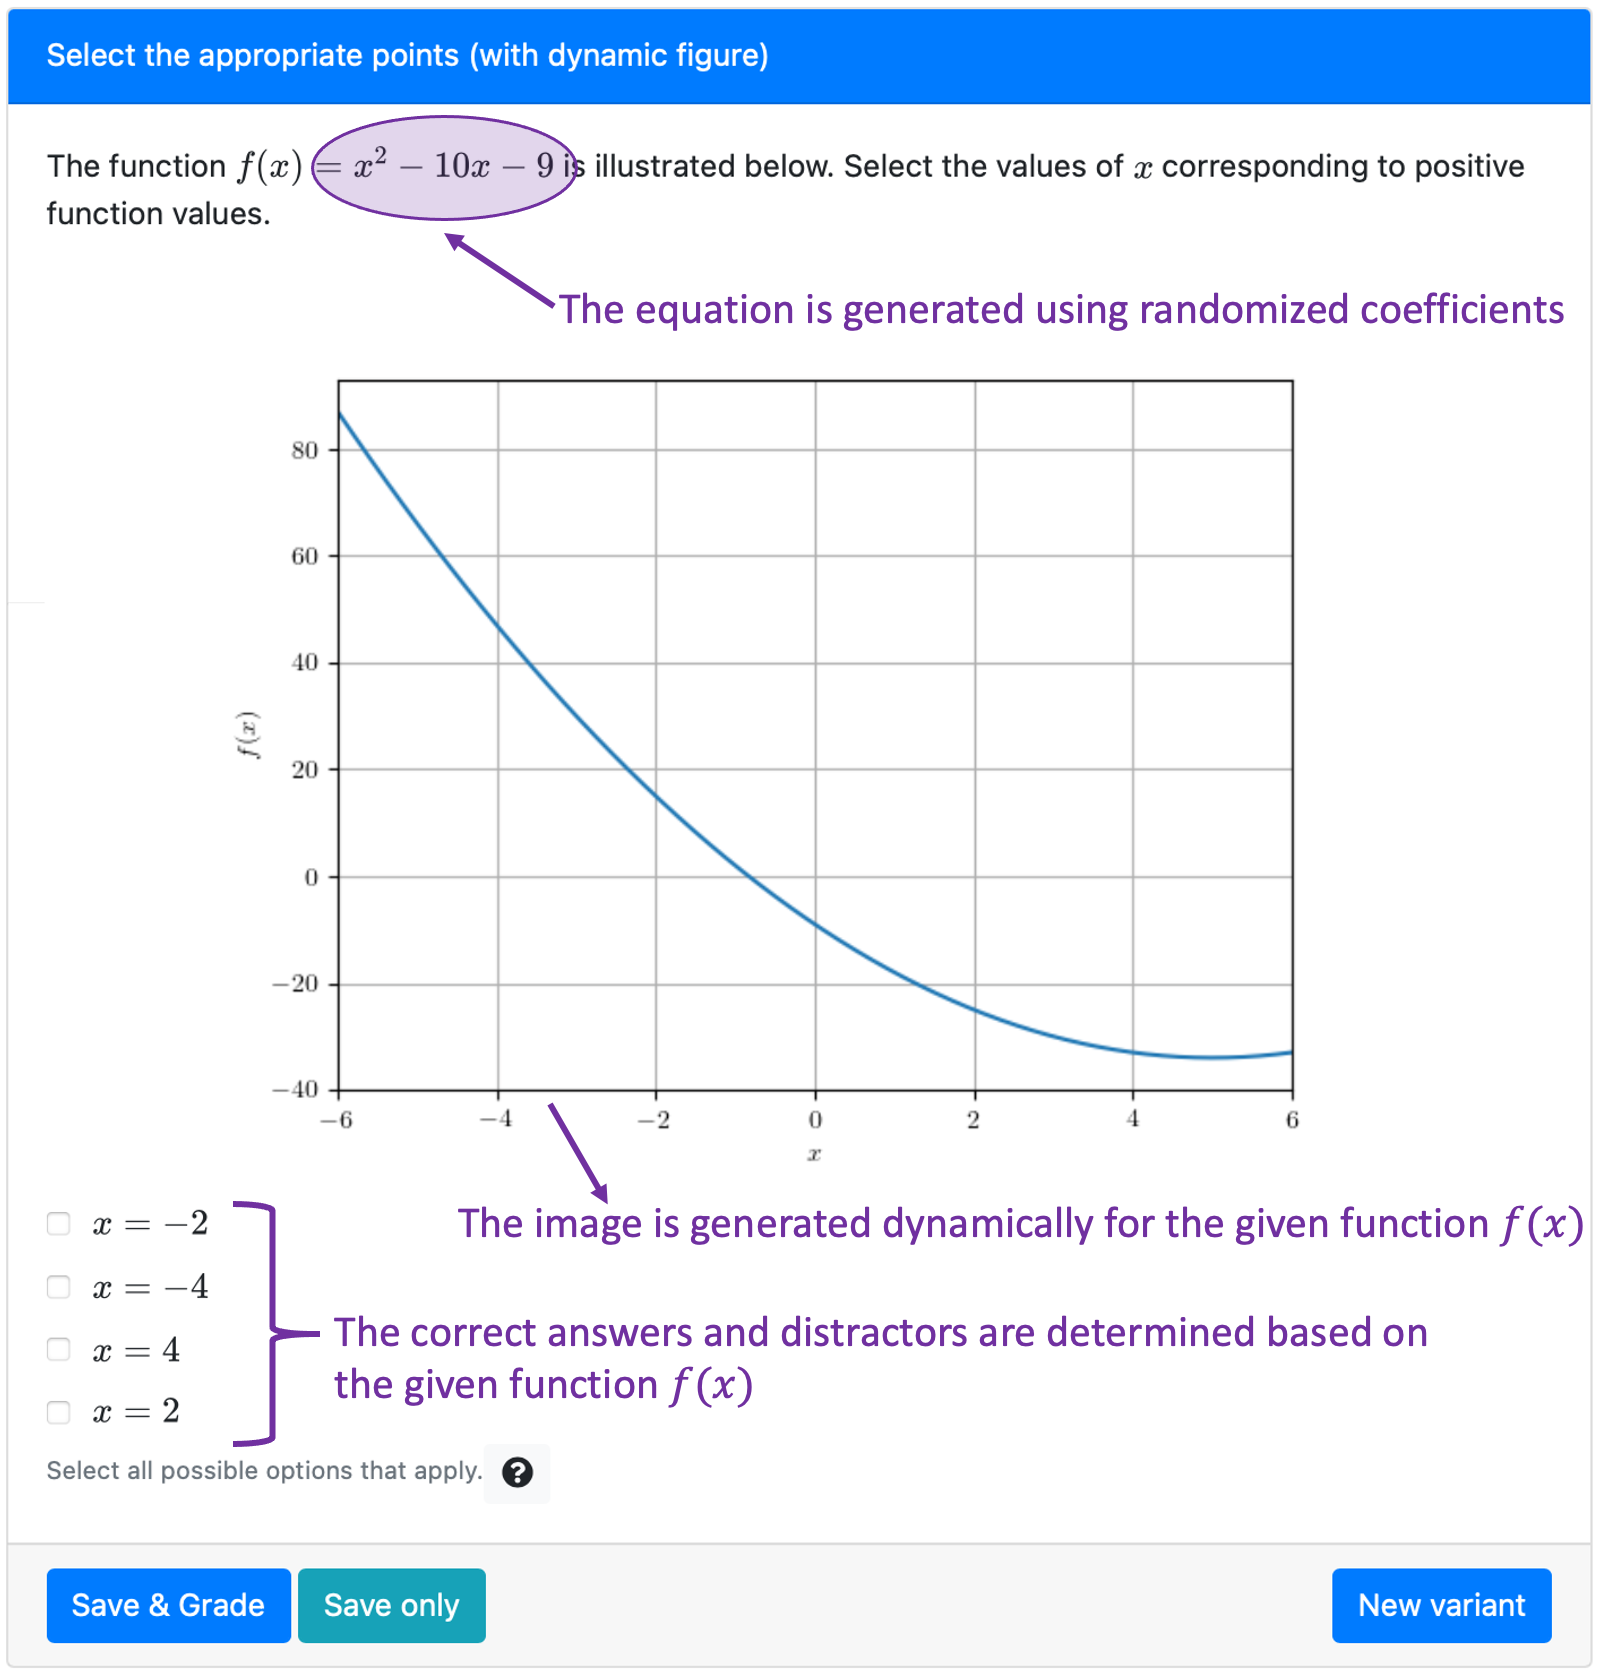 Select the appropriate points (with dynamic figure)
The function f(x) = x² − 10x − 9 is illustrated below. Select the values of x corresponding to positive
function values.
The equation is generated using randomized coefficients
80
60
40
20
0
−20
−40
f(x)
−6 −4 −2 0 2 4 6
x
The image is generated dynamically for the given function f(x)
x = −2
x = −4
x = 4
x = 2
The correct answers and distractors are determined based on
the given function f(x)
Select all possible options that apply. ?
Save & Grade Save only New variant